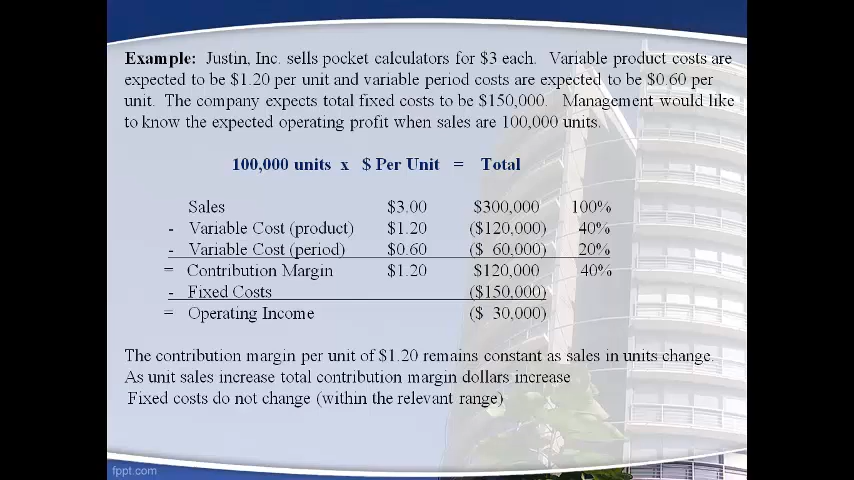 Example: Justin, Inc. sells pocket calculators for $3 each. Variable product costs are
expected to be $1.20 per unit and variable period costs are expected to be $0.60 per
unit. The company expects total fixed costs to be $150,000. Management would like
to know the expected operating profit when sales are 100,000 units.
100,000 units x $ Per Unit = Total
Sales $3.00 $300,000 100%
- Variable Cost (product) $1.20 ($120,000) 40%
- Variable Cost (period) $0.60 ($ 60,000) 20%
= Contribution Margin $1.20 $120,000 40%
- Fixed Costs ($150,000)
= Operating Income ($ 30,000)
The contribution margin per unit of $1.20 remains constant as sales in units change.
As unit sales increase total contribution margin dollars increase
Fixed costs do not change (within the relevant range)
fppt.com